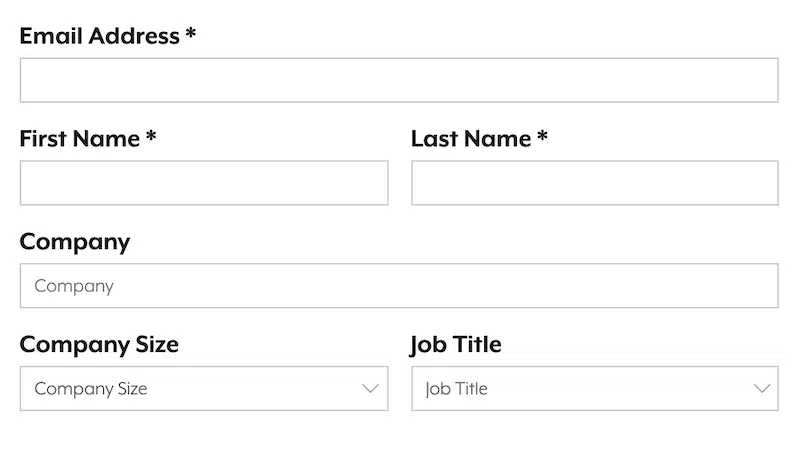 Email Address *
First Name *
Last Name *
Company
Company
Company Size
Job Title
Company Size
Job Title